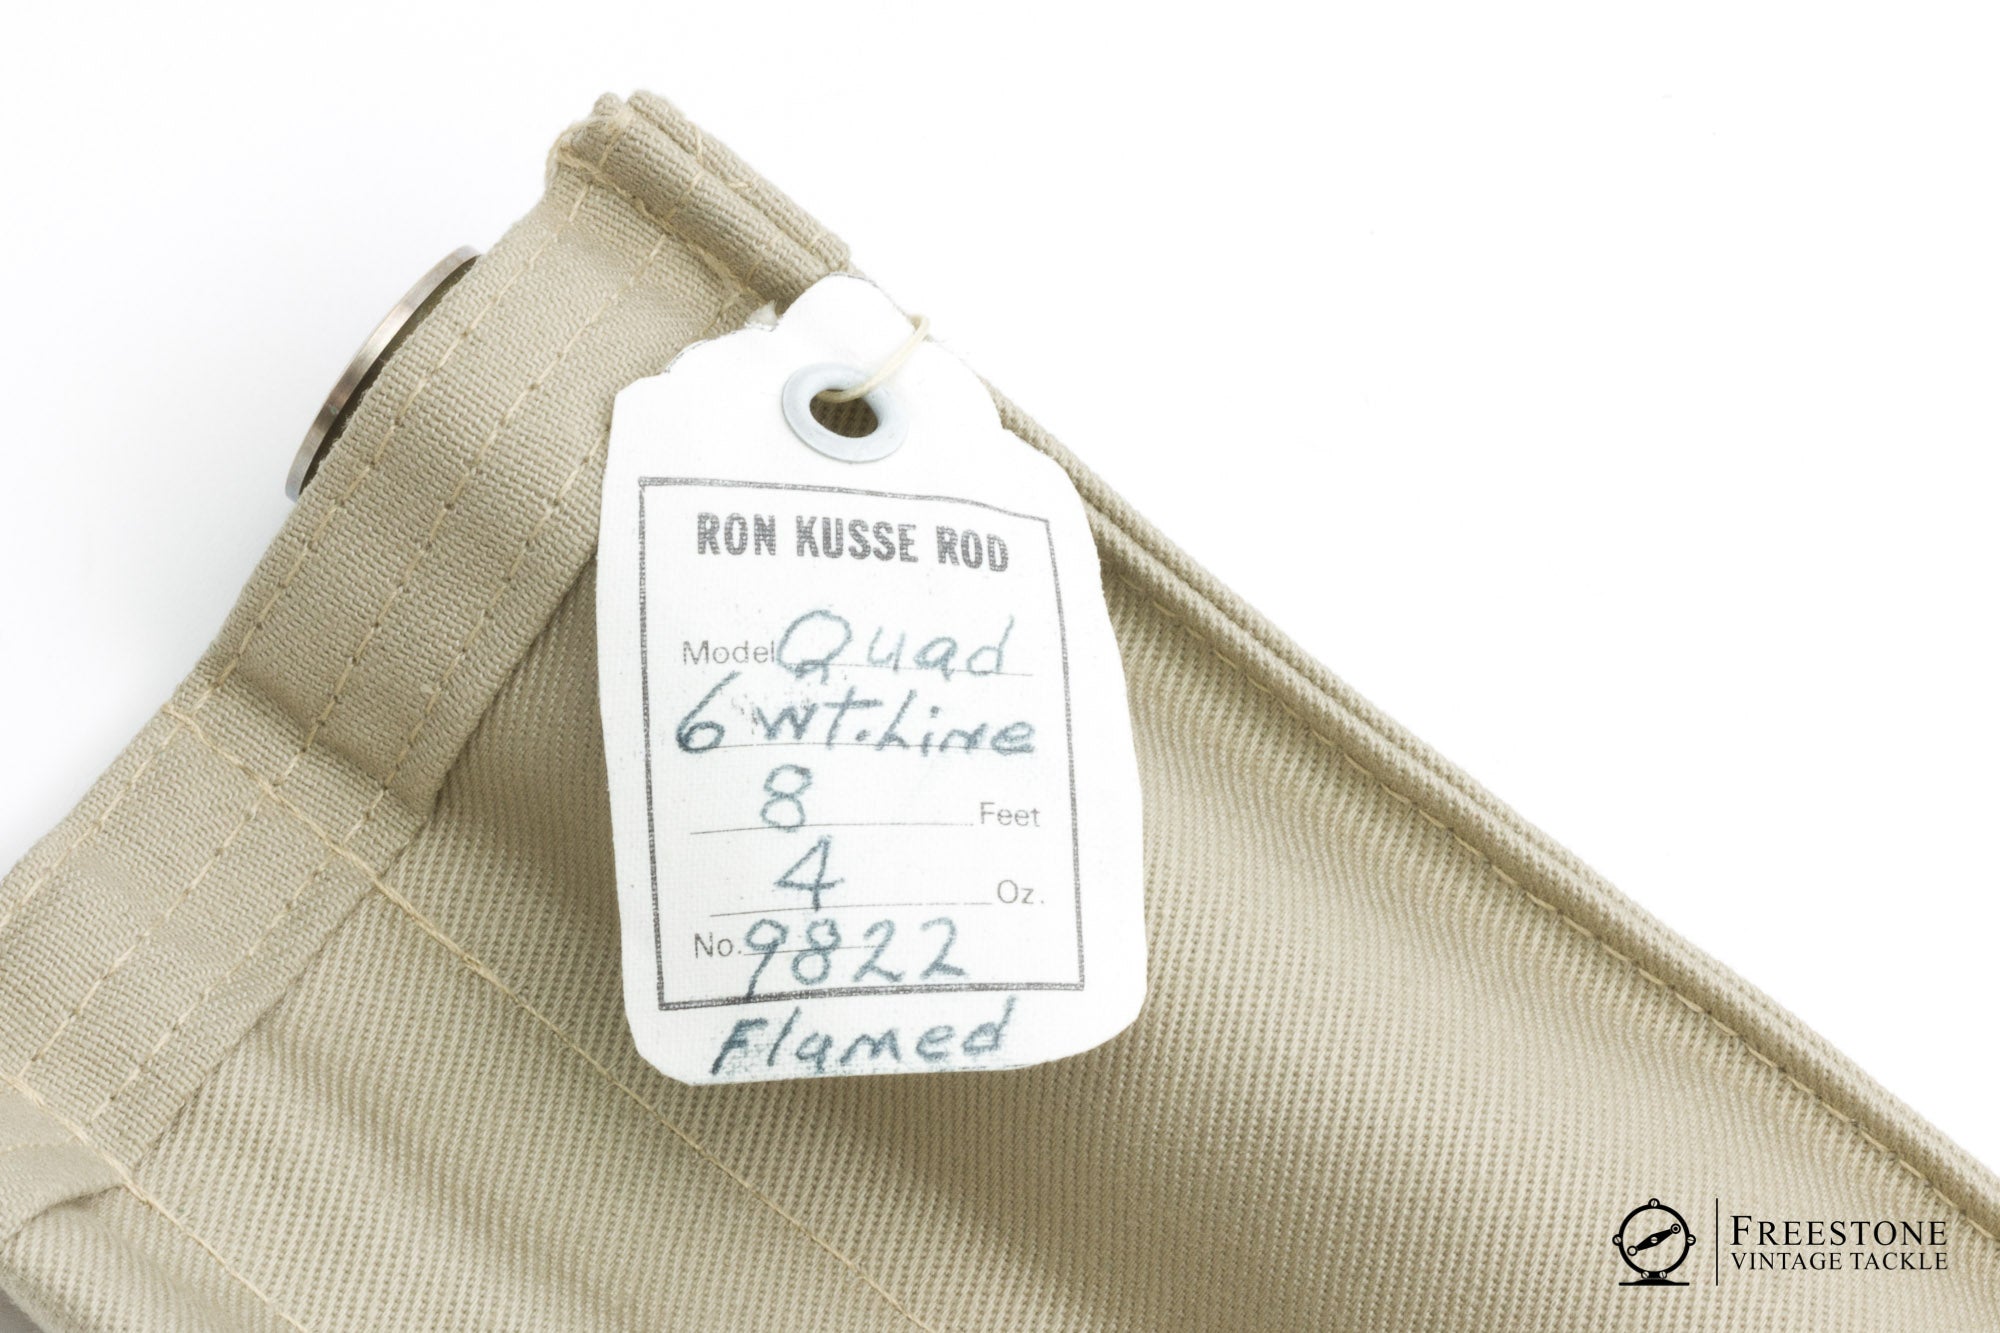 RON KUSSE ROD
Model Quad
6 wt. Line
8 Feet
4 Oz.
No. 9822
Flamed
FREESTONE
VINTAGE TACKLE